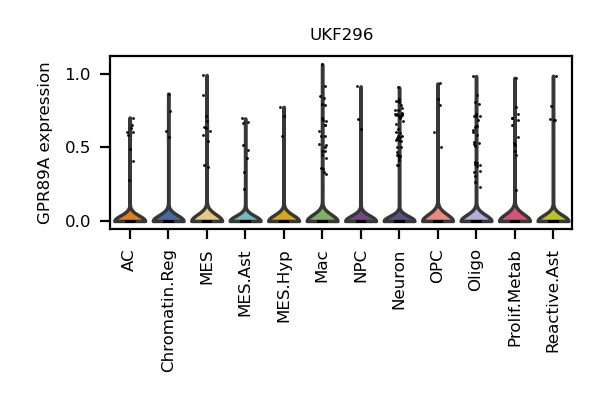 UKF296
GPR89A expression
1.0
0.5
0.0
AC
Chromatin.Reg
MES
MES.Ast
MES.Hyp
Mac
NPC
Neuron
OPC
Oligo
Prolif.Metab
Reactive.Ast